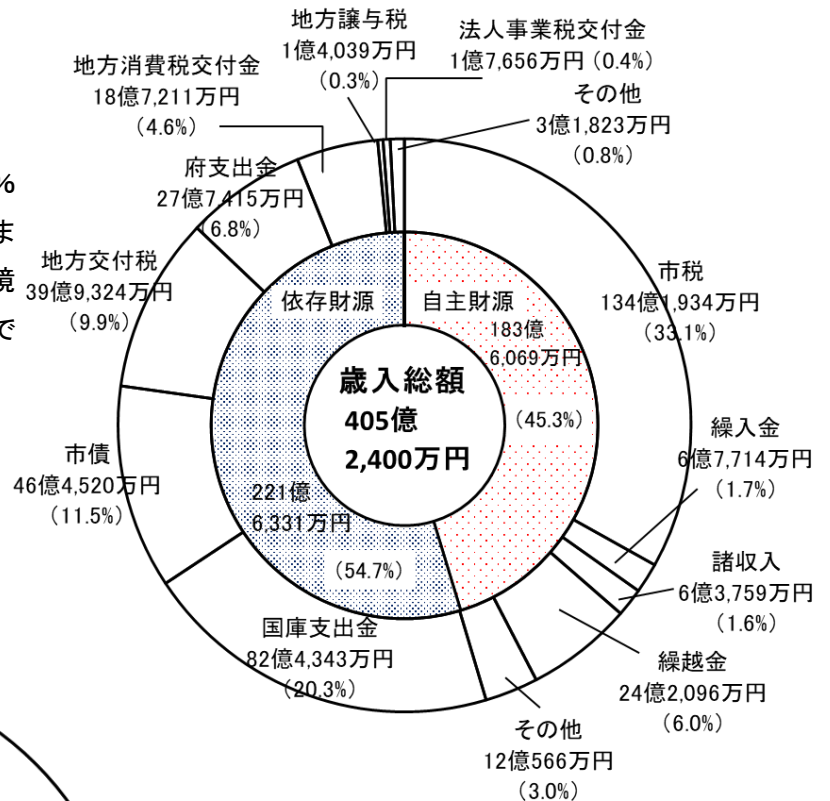 地方譲与税
1億4,039万円
(0.3%)
法人事業税交付金
1億7,656万円 (0.4%)
地方消費税交付金
18億7,211万円
(4.6%)
その他
3億1,823万円
(0.8%)
府支出金
27億7,415万円
(6.8%)
地方交付税
39億9,324万円
(9.9%)
市債
46億4,520万円
(11.5%)
国庫支出金
82億4,343万円
(20.3%)
依存財源
221億
6,331万円
(54.7%)
自主財源
183億
6,069万円
(45.3%)
歳入総額
405億
2,400万円
市税
134億1,934万円
(33.1%)
繰入金
6億7,714万円
(1.7%)
諸収入
6億3,759万円
(1.6%)
繰越金
24億2,096万円
(6.0%)
その他
12億566万円
(3.0%)
%
ま
境
で